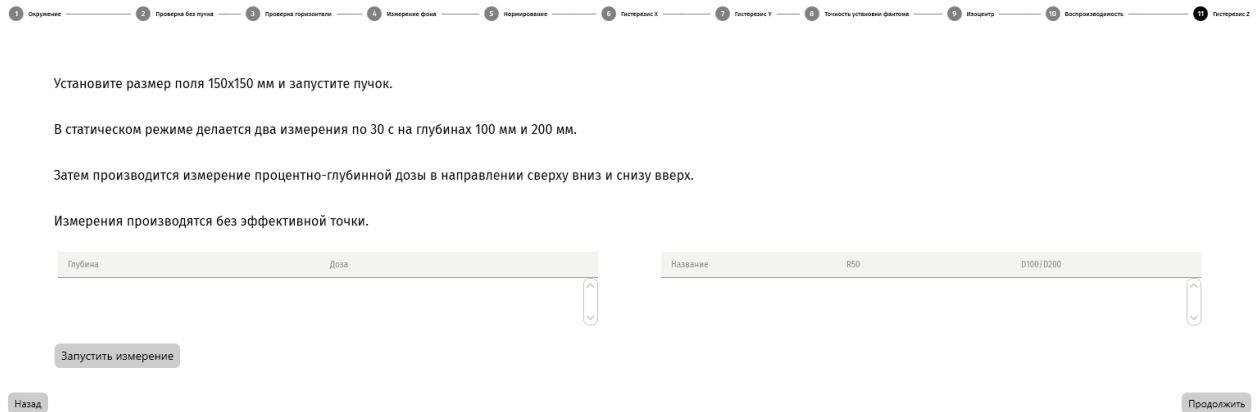 1 Окружение 2 Проверка без пучка 3 Проверка горизонтали 4 Измерение фона 5 Нормирование 6 Гистерезис X 7 Гистерезис Y 8 Точность установки фантома 9 Изоцентр 10 Воспроизводимость 11 Гистерезис Z
Установите размер поля 150x150 мм и запустите пучок.
В статическом режиме делается два измерения по 30 с на глубинах 100 мм и 200 мм.
Затем производится измерение процентно-глубинной дозы в направлении сверху вниз и снизу вверх.
Измерения производятся без эффективной точки.
Глубина Доза Название R50 D100/D200
Запустить измерение
Назад Продолжить